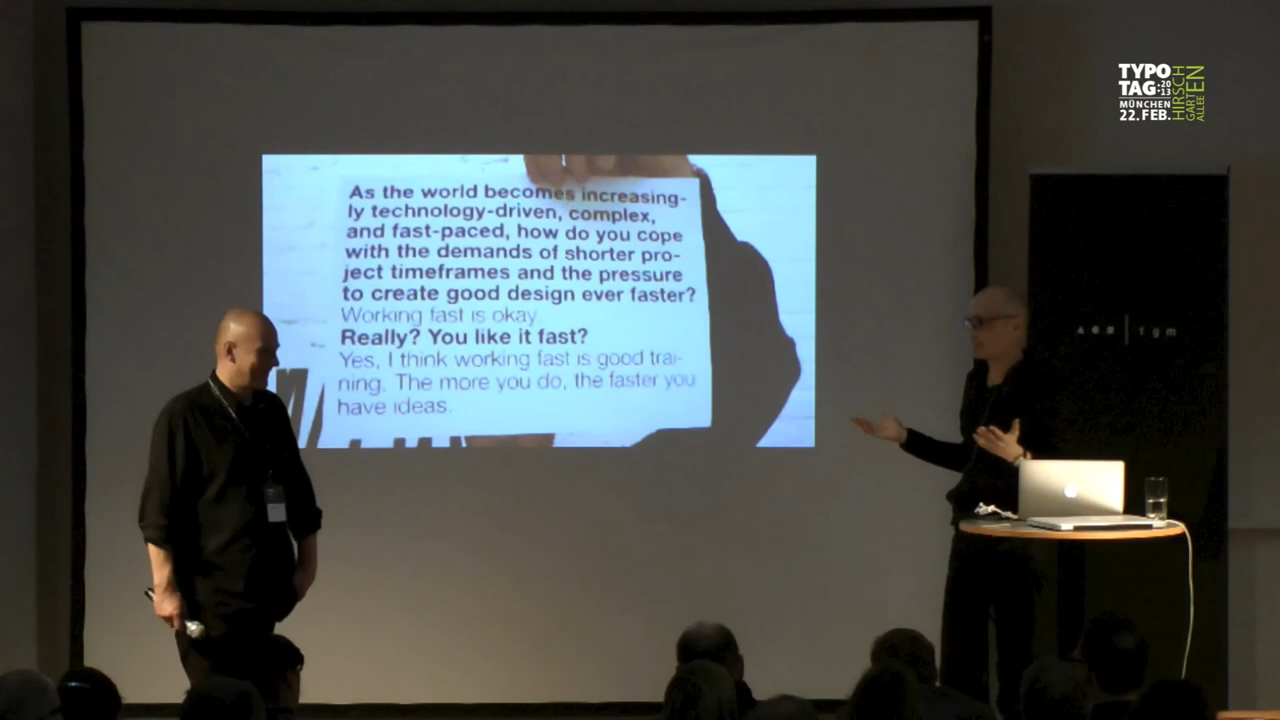 TYPO
TAG :20
:13
MÜNCHEN
22. FEB.
HIRSCH
GARTEN
ALLEE
As the world becomes increasing-
ly technology-driven, complex,
and fast-paced, how do you cope
with the demands of shorter pro-
ject timeframes and the pressure
to create good design ever faster?
Working fast is okay.
Really? You like it fast?
Yes, I think working fast is good trai-
ning. The more you do, the faster you
have ideas.
tgm